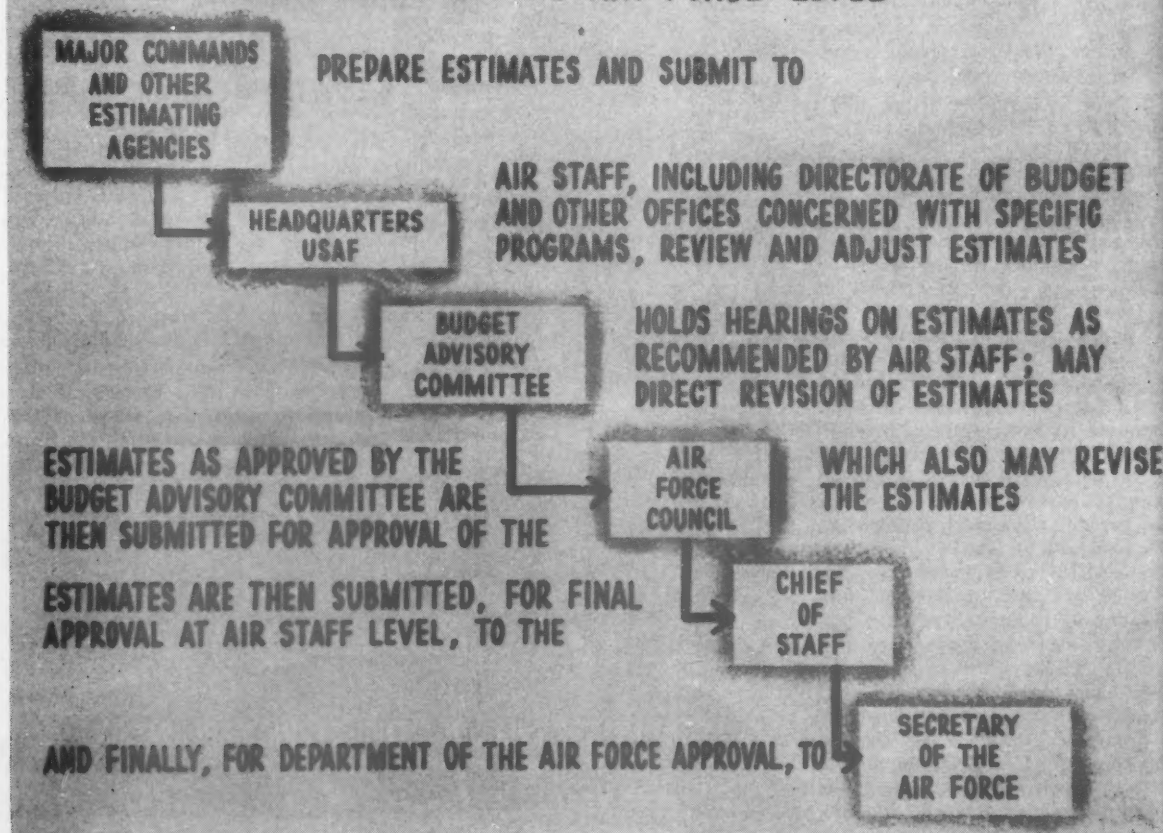 AIR FORCE LEVEL
MAJOR COMMANDS
AND OTHER
ESTIMATING
AGENCIES
PREPARE ESTIMATES AND SUBMIT TO
HEADQUARTERS
USAF
AIR STAFF, INCLUDING DIRECTORATE OF BUDGET
AND OTHER OFFICES CONCERNED WITH SPECIFIC
PROGRAMS, REVIEW AND ADJUST ESTIMATES
BUDGET
ADVISORY
COMMITTEE
HOLDS HEARINGS ON ESTIMATES AS
RECOMMENDED BY AIR STAFF; MAY
DIRECT REVISION OF ESTIMATES
ESTIMATES AS APPROVED BY THE
BUDGET ADVISORY COMMITTEE ARE
THEN SUBMITTED FOR APPROVAL OF THE
AIR
FORCE
COUNCIL
WHICH ALSO MAY REVISE
THE ESTIMATES
ESTIMATES ARE THEN SUBMITTED, FOR FINAL
APPROVAL AT AIR STAFF LEVEL, TO THE
CHIEF
OF
STAFF
AND FINALLY, FOR DEPARTMENT OF THE AIR FORCE APPROVAL, TO
SECRETARY
OF THE
AIR FORCE